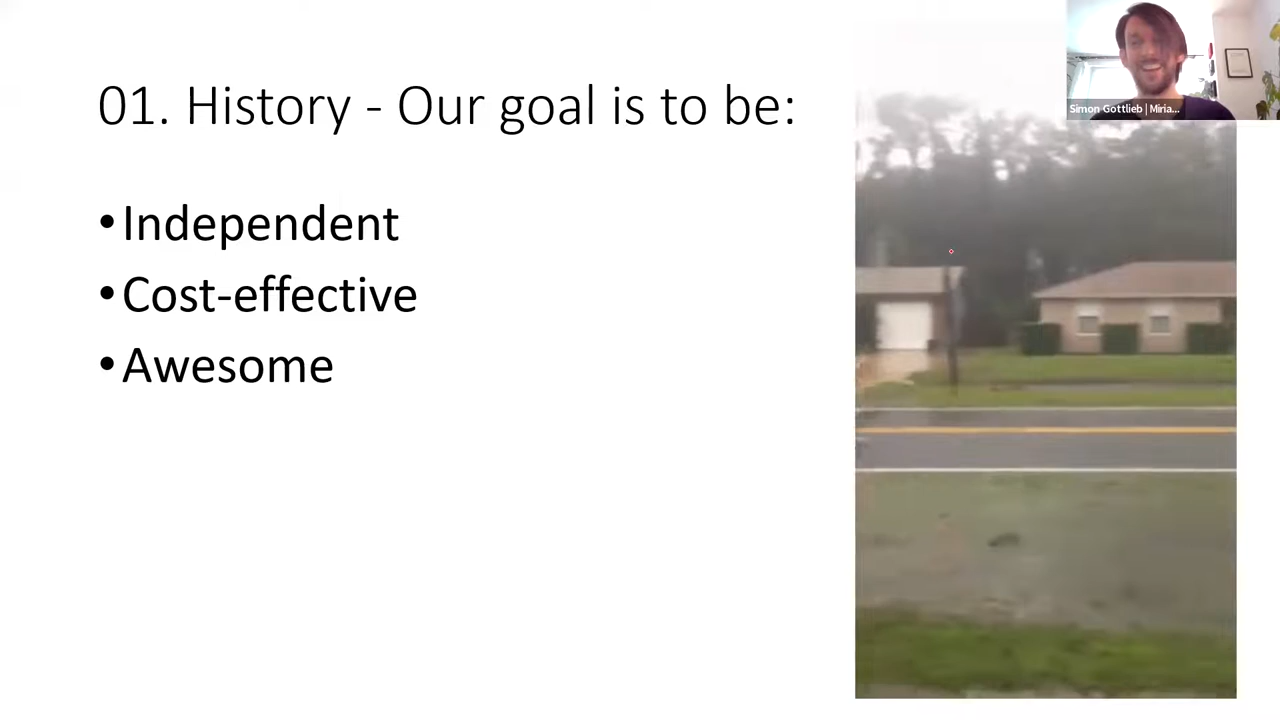 01. History - Our goal is to be:
•Independent
•Cost-effective
•Awesome
Simon Gottlieb | Miria...